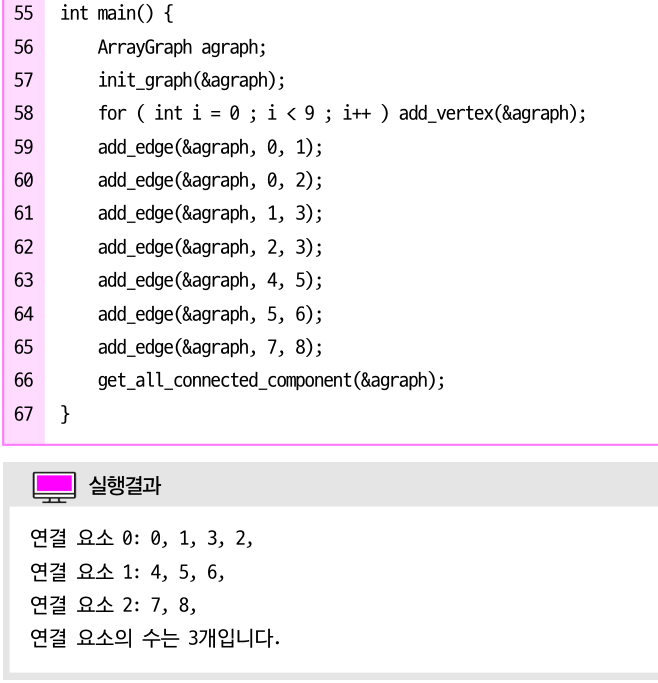 55 int main() {
56 ArrayGraph agraph;
57 init_graph(&agraph);
58 for ( int i = 0 ; i < 9 ; i++ ) add_vertex(&agraph);
59 add_edge(&agraph, 0, 1);
60 add_edge(&agraph, 0, 2);
61 add_edge(&agraph, 1, 3);
62 add_edge(&agraph, 2, 3);
63 add_edge(&agraph, 4, 5);
64 add_edge(&agraph, 5, 6);
65 add_edge(&agraph, 7, 8);
66 get_all_connected_component(&agraph);
67 }
실행결과
연결 요소 0: 0, 1, 3, 2,
연결 요소 1: 4, 5, 6,
연결 요소 2: 7, 8,
연결 요소의 수는 3개입니다.